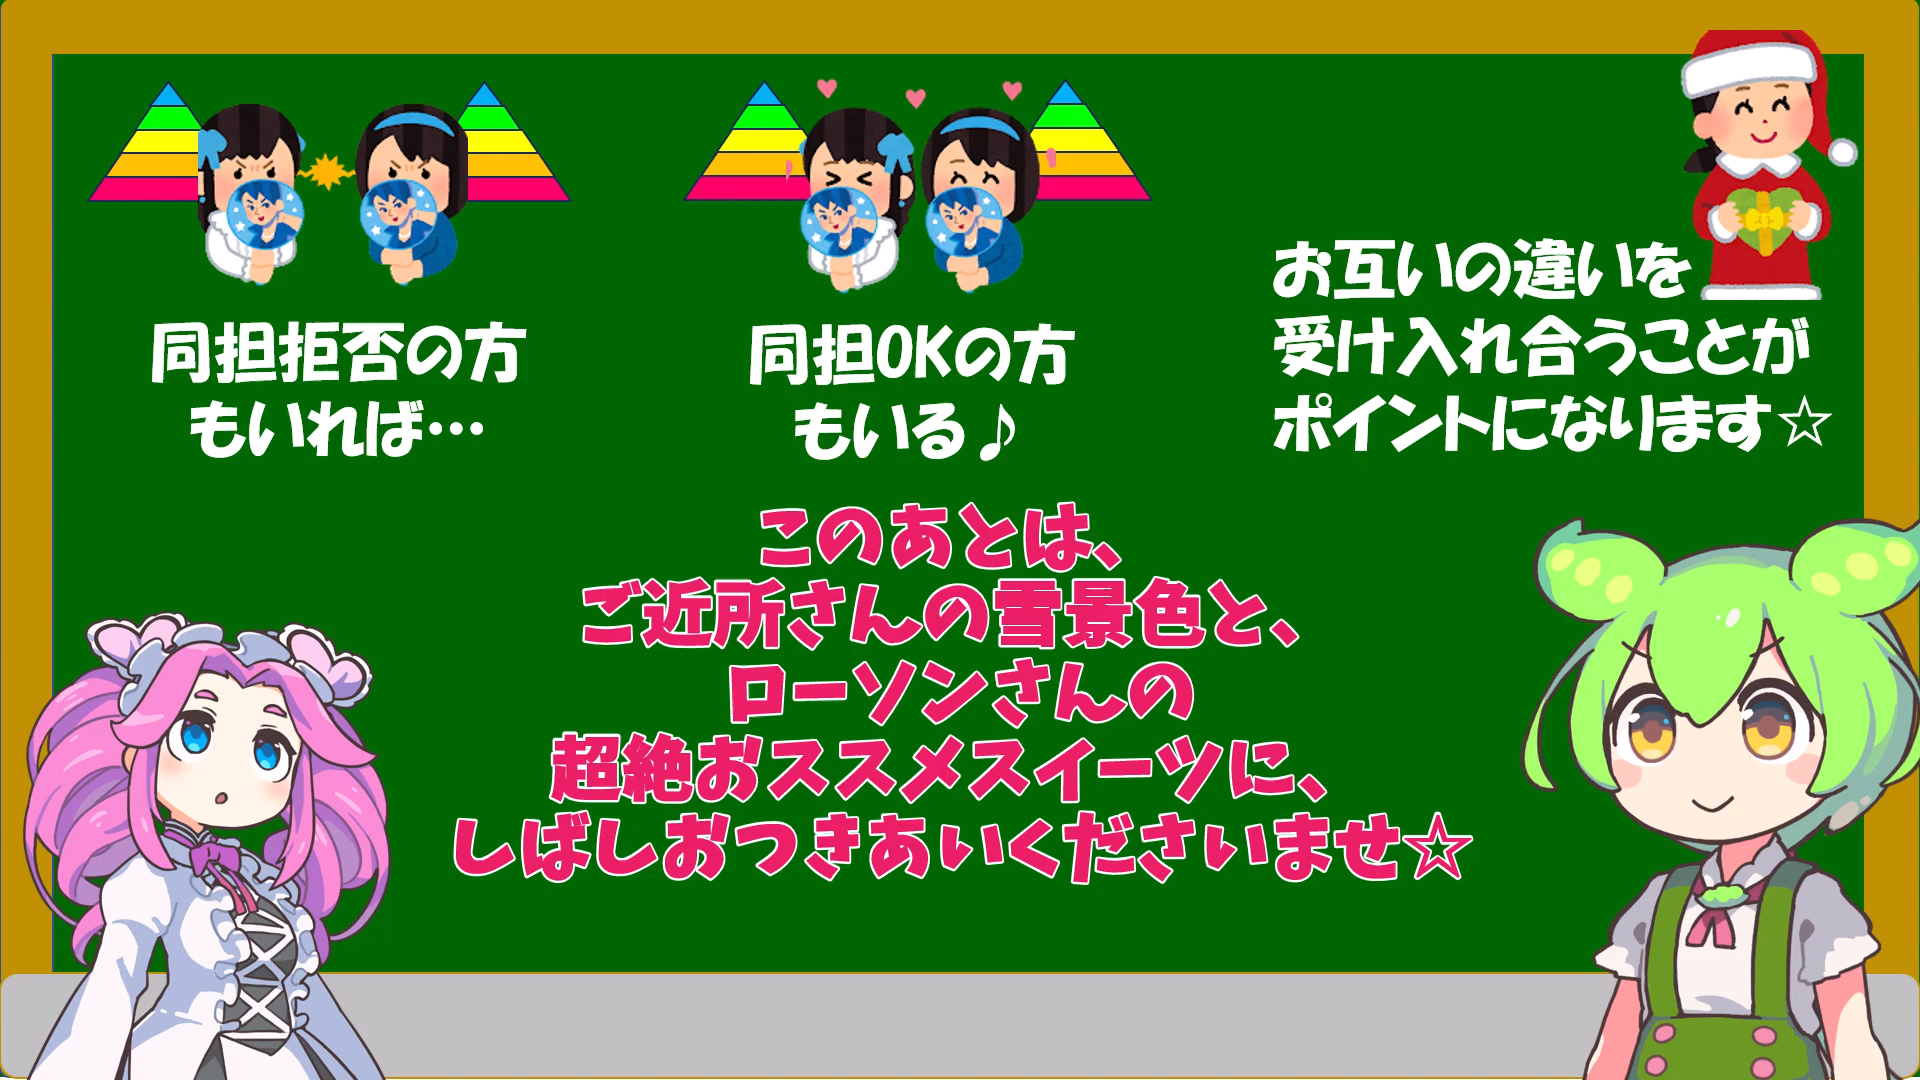 同担拒否の方
もいれば…
同担OKの方
もいる♪
お互いの違いを
受け入れ合うことが
ポイントになります☆
このあとは、
ご近所さんの雪景色と、
ローソンさんの
超絶おススメスイーツに、
しばしおつきあいくださいませ☆